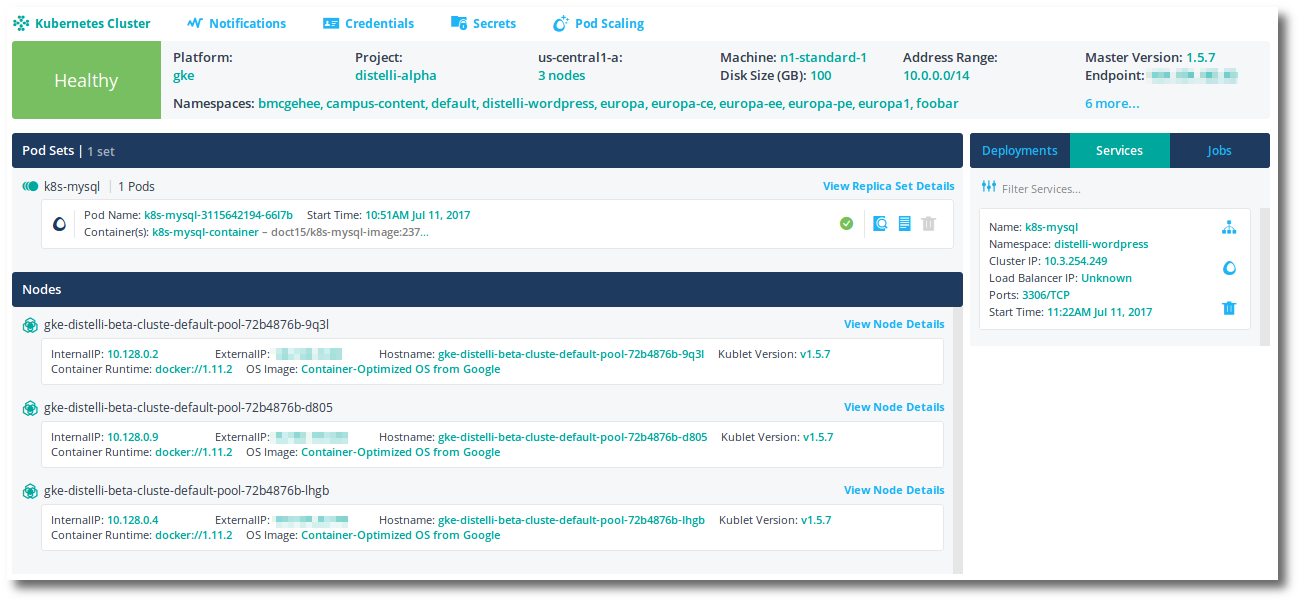 Kubernetes Cluster Notifications Credentials Secrets Pod Scaling
Healthy
Platform: Project: us-central1-a: Machine: n1-standard-1 Address Range: Master Version: 1.5.7
gke distelli-alpha 3 nodes Disk Size (GB): 100 10.0.0.0/14 Endpoint:
Namespaces: bmcgehee, campus-content, default, distelli-wordpress, europa, europa-ce, europa-ee, europa-pe, europa1, foobar 6 more...
Pod Sets | 1 set
k8s-mysql 1 Pods View Replica Set Details
Pod Name: k8s-mysql-3115642194-66l7b Start Time: 10:51AM Jul 11, 2017
Container(s): k8s-mysql-container – doct15/k8s-mysql-image:237...
Nodes
gke-distelli-beta-cluste-default-pool-72b4876b-9q3l View Node Details
InternalIP: 10.128.0.2 ExternalIP: Hostname: gke-distelli-beta-cluste-default-pool-72b4876b-9q3l Kublet Version: v1.5.7
Container Runtime: docker://1.11.2 OS Image: Container-Optimized OS from Google
gke-distelli-beta-cluste-default-pool-72b4876b-d805 View Node Details
InternalIP: 10.128.0.9 ExternalIP: Hostname: gke-distelli-beta-cluste-default-pool-72b4876b-d805 Kublet Version: v1.5.7
Container Runtime: docker://1.11.2 OS Image: Container-Optimized OS from Google
gke-distelli-beta-cluste-default-pool-72b4876b-lhgb View Node Details
InternalIP: 10.128.0.4 ExternalIP: Hostname: gke-distelli-beta-cluste-default-pool-72b4876b-lhgb Kublet Version: v1.5.7
Container Runtime: docker://1.11.2 OS Image: Container-Optimized OS from Google
Deployments Services Jobs
Filter Services...
Name: k8s-mysql
Namespace: distelli-wordpress
Cluster IP: 10.3.254.249
Load Balancer IP: Unknown
Ports: 3306/TCP
Start Time: 11:22AM Jul 11, 2017